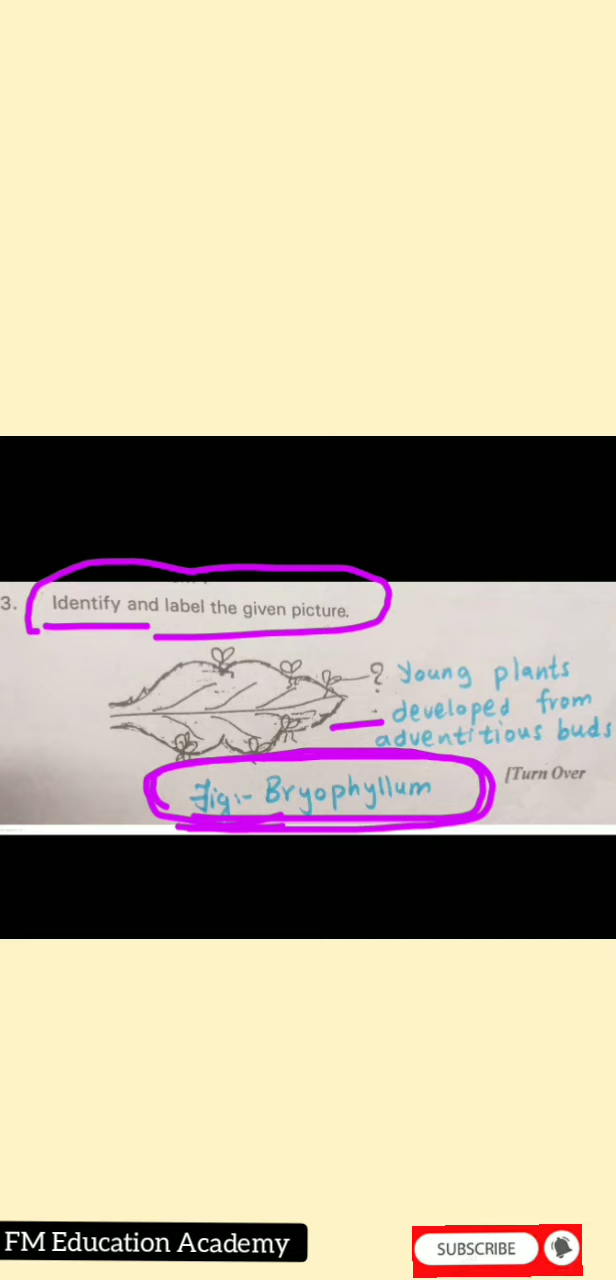 3. Identify and label the given picture.
? Young plants
developed from
adventitious buds
[Turn Over
Fig:- Bryophyllum
FM Education Academy
SUBSCRIBE